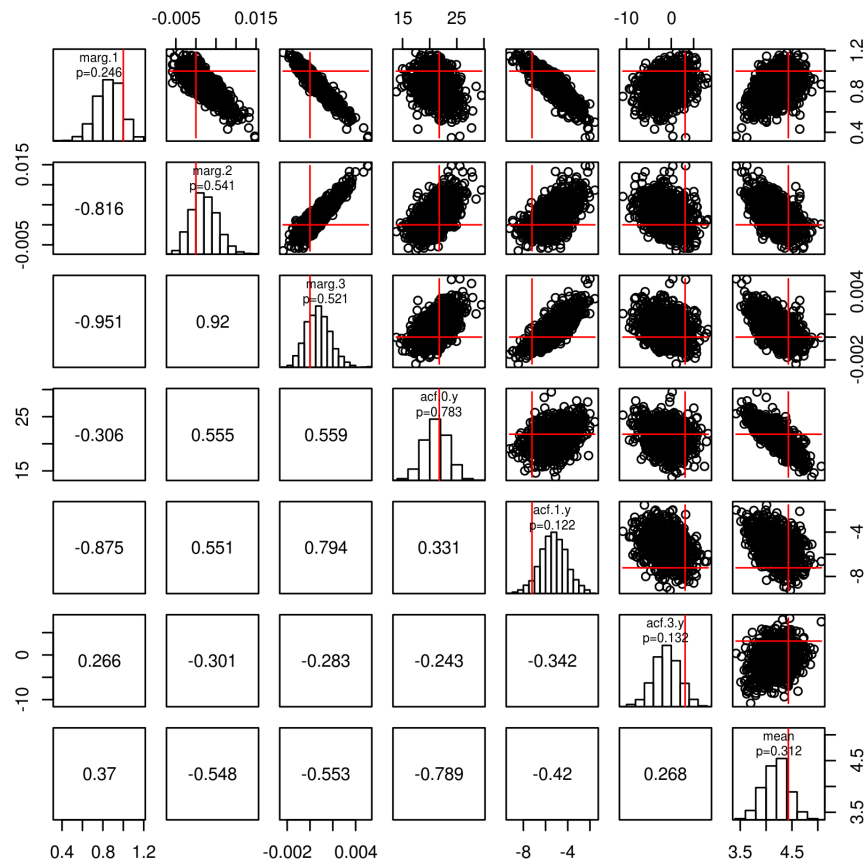 -0.005 0.015 15 25 -10 0
marg.1
p=0.246
0.4 0.8 1.2
-0.005 0.015
-0.816
marg.2
p=0.541
-0.951
0.92
marg.3
p=0.521
-0.002 0.004
15 25
-0.306
0.555
0.559
acf.0.y
p=0.783
-0.875
0.551
0.794
0.331
acf.1.y
p=0.122
-8 -4
-10 0
0.266
-0.301
-0.283
-0.243
-0.342
acf.3.y
p=0.132
0.37
-0.548
-0.553
-0.789
-0.42
0.268
mean
p=0.312
3.5 4.5
0.4 0.8 1.2 -0.002 0.004 -8 -4 3.5 4.5